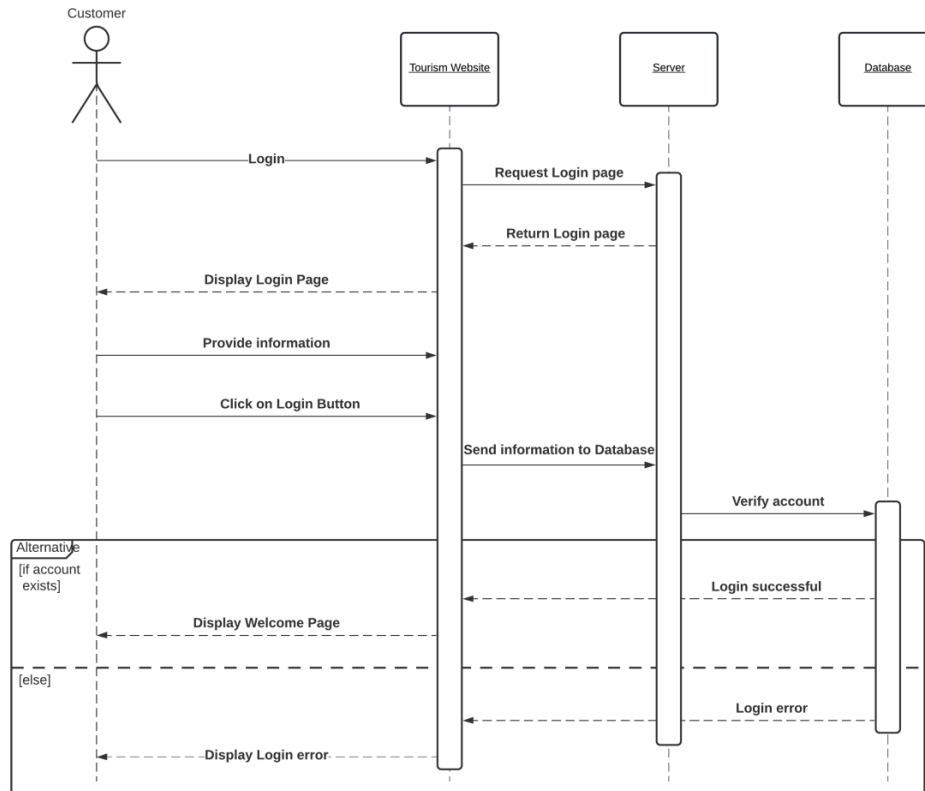 Customer
Tourism Website
Server
Database
Login
Request Login page
Return Login page
Display Login Page
Provide information
Click on Login Button
Send information to Database
Verify account
Alternative
[if account
exists]
Login successful
Display Welcome Page
[else]
Login error
Display Login error